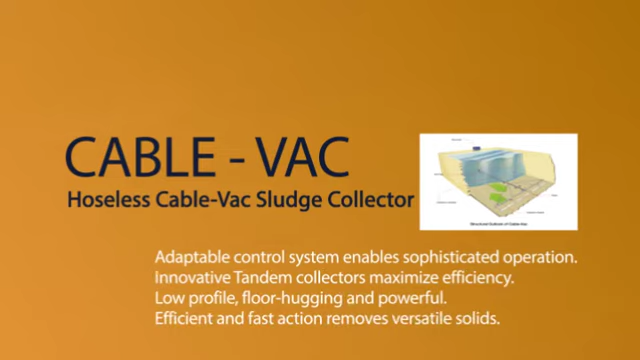 CABLE - VAC
Hoseless Cable-Vac Sludge Collector
Adaptable control system enables sophisticated operation.
Innovative Tandem collectors maximize efficiency.
Low profile, floor-hugging and powerful.
Efficient and fast action removes versatile solids.